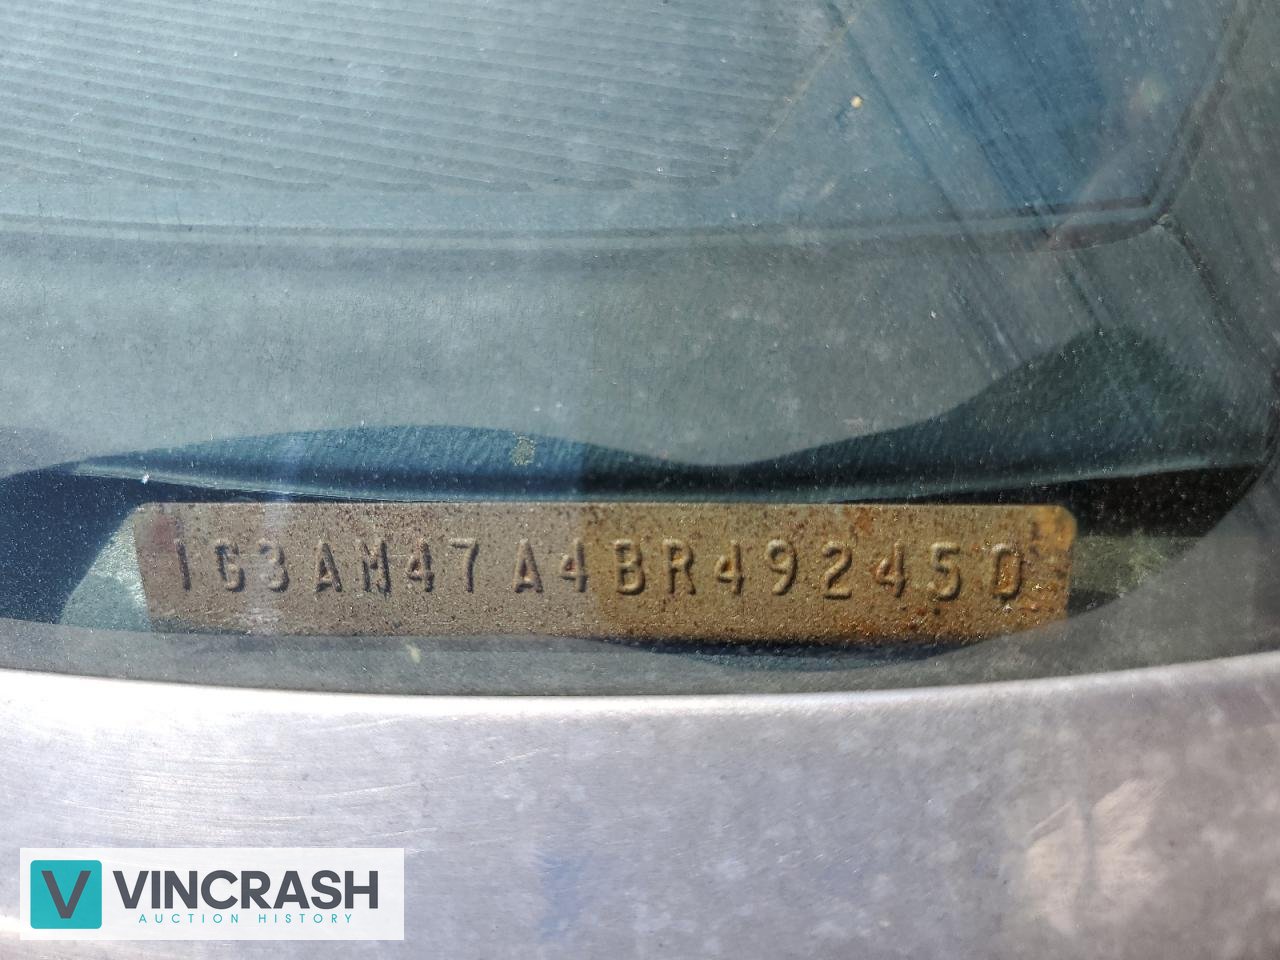 1G3AM47A4BR492450
V VINCRASH
AUCTION HISTORY